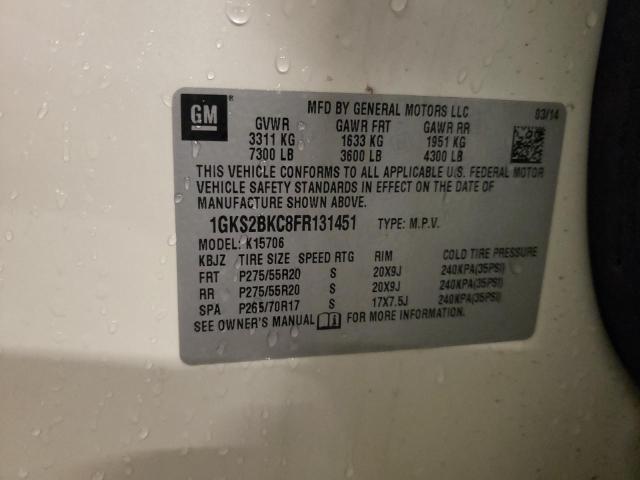 GM®
MFD BY GENERAL MOTORS LLC 03/14
GVWR GAWR FRT GAWR RR
3311 KG 1633 KG 1951 KG
7300 LB 3600 LB 4300 LB
THIS VEHICLE CONFORMS TO ALL APPLICABLE U.S. FEDERAL MOTOR
VEHICLE SAFETY STANDARDS IN EFFECT ON THE DATE OF
MANUFACTURE SHOWN ABOVE.
1GKS2BKC8FR131451 TYPE: M.P.V.
MODEL: K15706
KBJZ TIRE SIZE SPEED RTG RIM COLD TIRE PRESSURE
FRT P275/55R20 S 20X9J 240KPA(35PSI)
RR P275/55R20 S 20X9J 240KPA(35PSI)
SPA P265/70R17 S 17X7.5J 240KPA(35PSI)
SEE OWNER'S MANUAL FOR MORE INFORMATION.